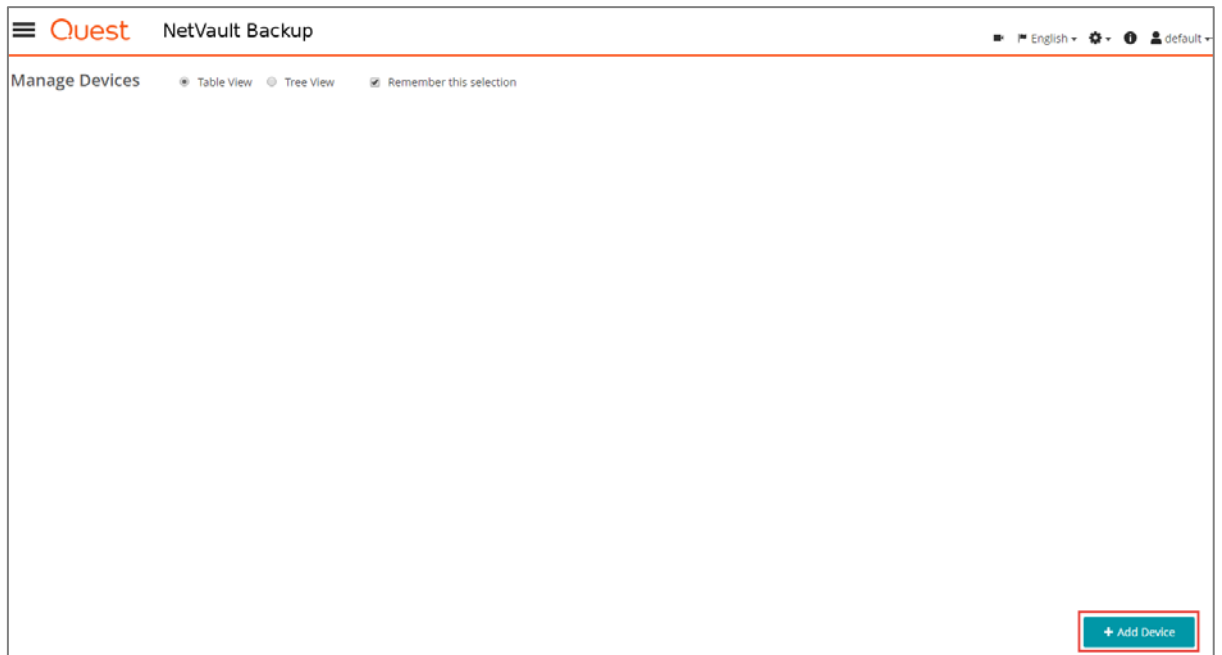 Quest NetVault Backup English default
Manage Devices Table View Tree View Remember this selection
+ Add Device